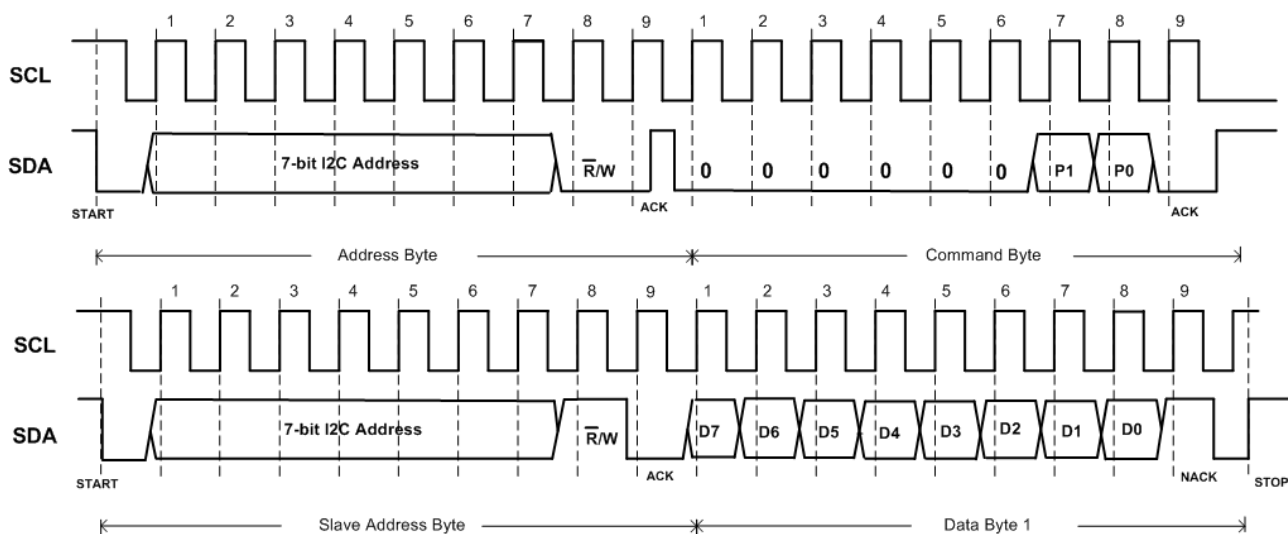 1 2 3 4 5 6 7 8 9 1 2 3 4 5 6 7 8 9
SCL
SDA 7-bit I2C Address R̅/W 0 0 0 0 0 0 P1 P0
START ACK ACK
Address Byte Command Byte
1 2 3 4 5 6 7 8 9 1 2 3 4 5 6 7 8 9
SCL
SDA 7-bit I2C Address R̅/W D7 D6 D5 D4 D3 D2 D1 D0
START ACK NACK STOP
Slave Address Byte Data Byte 1